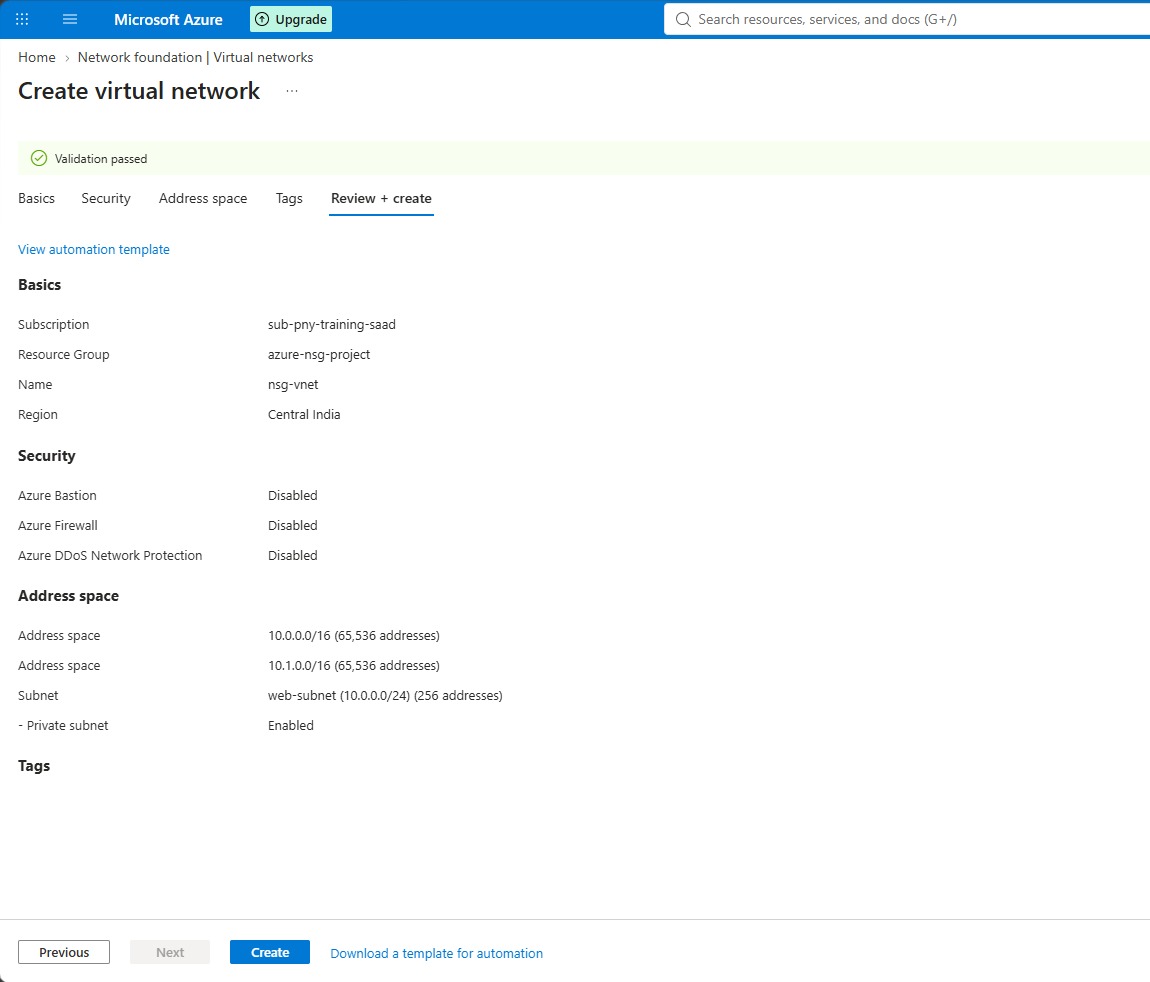 Microsoft Azure Upgrade Search resources, services, and docs (G+/)
Home › Network foundation | Virtual networks
Create virtual network ...
Validation passed
Basics Security Address space Tags Review + create
View automation template
Basics
Subscription sub-pny-training-saad
Resource Group azure-nsg-project
Name nsg-vnet
Region Central India
Security
Azure Bastion Disabled
Azure Firewall Disabled
Azure DDoS Network Protection Disabled
Address space
Address space 10.0.0.0/16 (65,536 addresses)
Address space 10.1.0.0/16 (65,536 addresses)
Subnet web-subnet (10.0.0.0/24) (256 addresses)
- Private subnet Enabled
Tags
Previous Next Create Download a template for automation